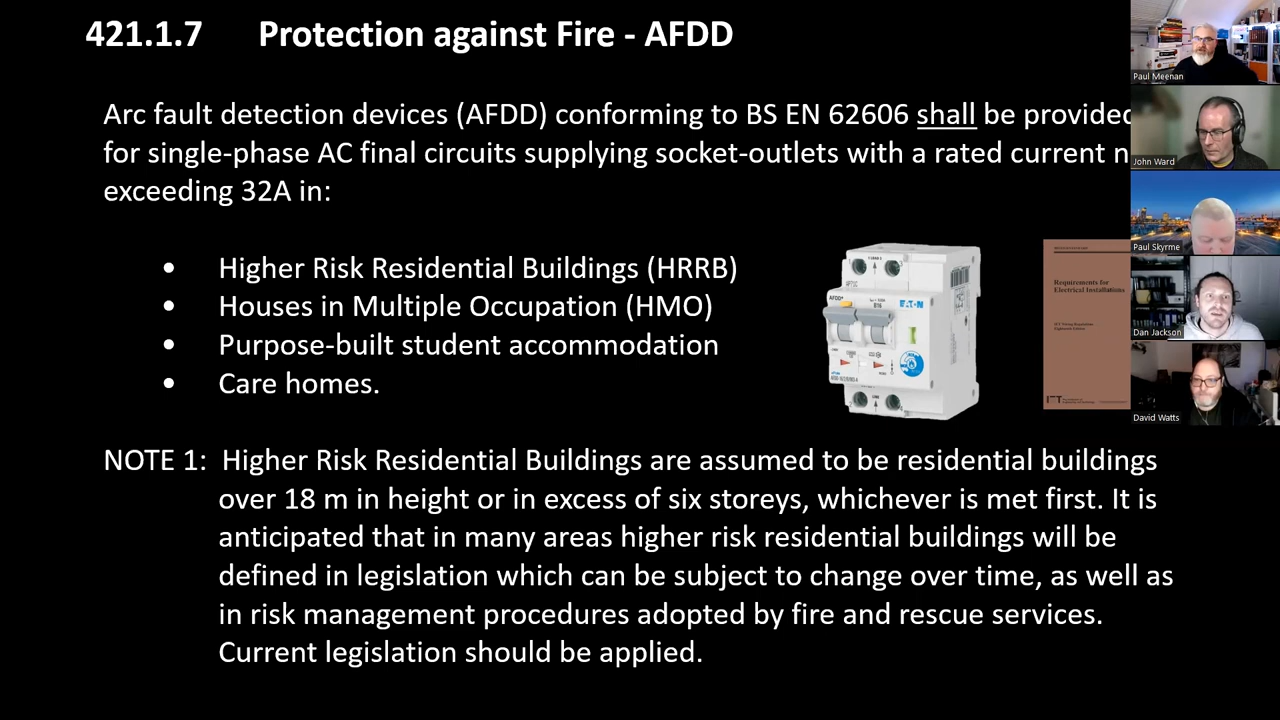 421.1.7 Protection against Fire - AFDD
Arc fault detection devices (AFDD) conforming to BS EN 62606 shall be provided
for single-phase AC final circuits supplying socket-outlets with a rated current n
exceeding 32A in:
• Higher Risk Residential Buildings (HRRB)
• Houses in Multiple Occupation (HMO)
• Purpose-built student accommodation
• Care homes.
AFDD+
EATON
Requirements for
Electrical Installations
IET
NOTE 1: Higher Risk Residential Buildings are assumed to be residential buildings
over 18 m in height or in excess of six storeys, whichever is met first. It is
anticipated that in many areas higher risk residential buildings will be
defined in legislation which can be subject to change over time, as well as
in risk management procedures adopted by fire and rescue services.
Current legislation should be applied.
Paul Meenan
John Ward
Paul Skyrme
Dan Jackson
David Watts